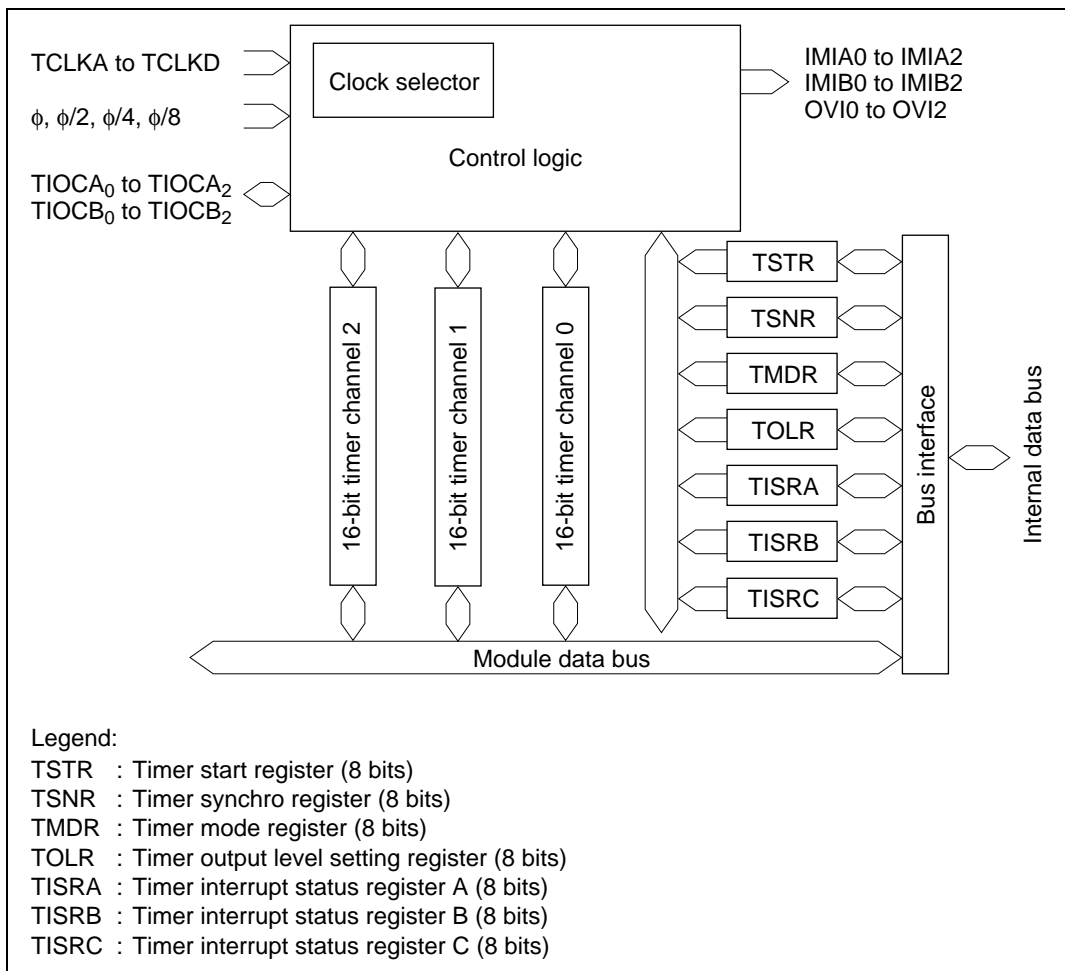 TCLKA to TCLKD
ϕ, ϕ/2, ϕ/4, ϕ/8
TIOCA₀ to TIOCA₂
TIOCB₀ to TIOCB₂
Clock selector
Control logic
IMIA0 to IMIA2
IMIB0 to IMIB2
OVI0 to OVI2
16-bit timer channel 2
16-bit timer channel 1
16-bit timer channel 0
TSTR
TSNR
TMDR
TOLR
TISRA
TISRB
TISRC
Bus interface
Internal data bus
Module data bus
Legend:
TSTR : Timer start register (8 bits)
TSNR : Timer synchro register (8 bits)
TMDR : Timer mode register (8 bits)
TOLR : Timer output level setting register (8 bits)
TISRA : Timer interrupt status register A (8 bits)
TISRB : Timer interrupt status register B (8 bits)
TISRC : Timer interrupt status register C (8 bits)